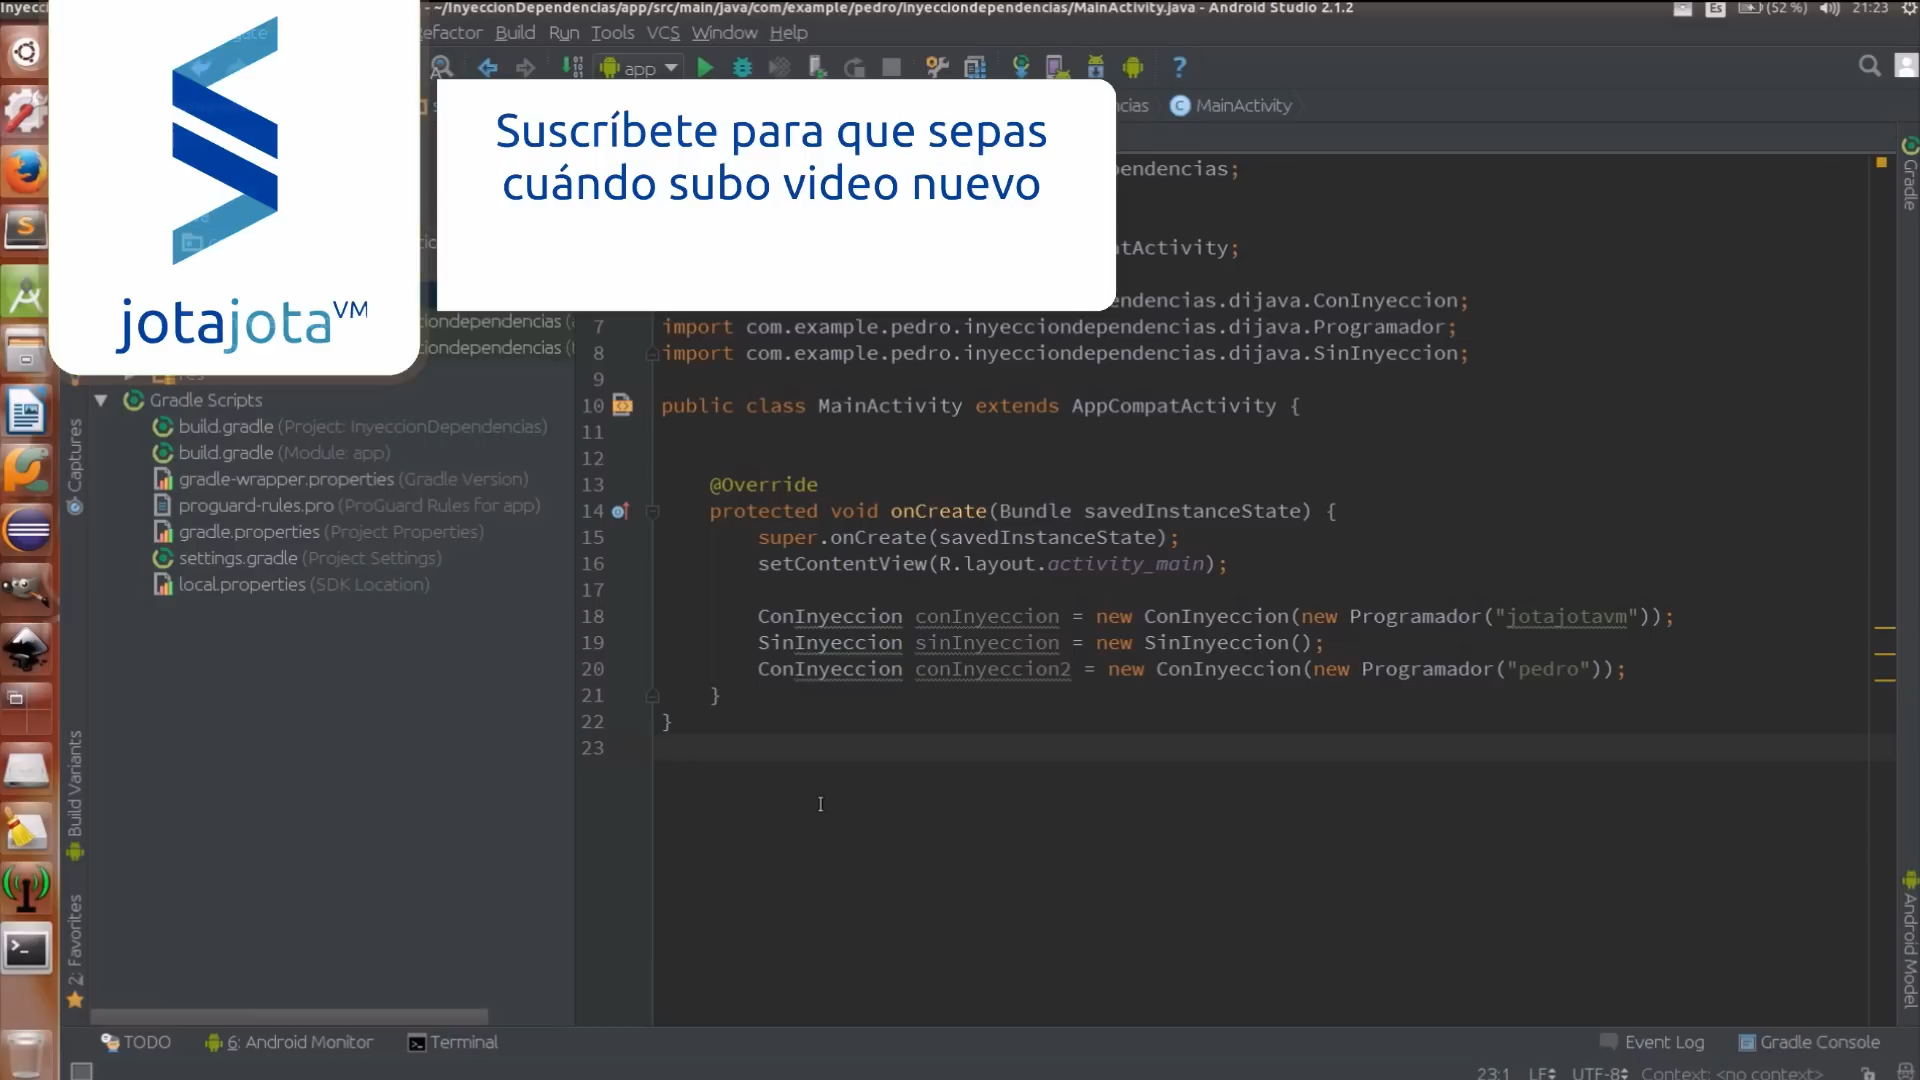 InyeccionDependencias/app/src/main/java/com/example/pedro/inyecciondependencias/MainActivity.java - Android Studio 2.1.2
Es (52 %) 21:23
Refactor Build Run Tools VCS Window Help
app
MainActivity
jotajotaVM
Suscríbete para que sepas
cuándo subo video nuevo
pendencias;
tActivity;
endencias.dijava.ConInyeccion;
7 import com.example.pedro.inyecciondependencias.dijava.Programador;
8 import com.example.pedro.inyecciondependencias.dijava.SinInyeccion;
9
10 public class MainActivity extends AppCompatActivity {
11
12
13 @Override
14 protected void onCreate(Bundle savedInstanceState) {
15 super.onCreate(savedInstanceState);
16 setContentView(R.layout.activity_main);
17
18 ConInyeccion conInyeccion = new ConInyeccion(new Programador("jotajotavm"));
19 SinInyeccion sinInyeccion = new SinInyeccion();
20 ConInyeccion conInyeccion2 = new ConInyeccion(new Programador("pedro"));
21 }
22 }
23
ciondependencias
ciondependencias
res
Gradle Scripts
build.gradle (Project: InyeccionDependencias)
build.gradle (Module: app)
gradle-wrapper.properties (Gradle Version)
proguard-rules.pro (ProGuard Rules for app)
gradle.properties (Project Properties)
settings.gradle (Project Settings)
local.properties (SDK Location)
Captures
Build Variants
2: Favorites
Gradle
Android Model
TODO 6: Android Monitor Terminal Event Log Gradle Console
23:1 LF UTF-8 Context: <no context>